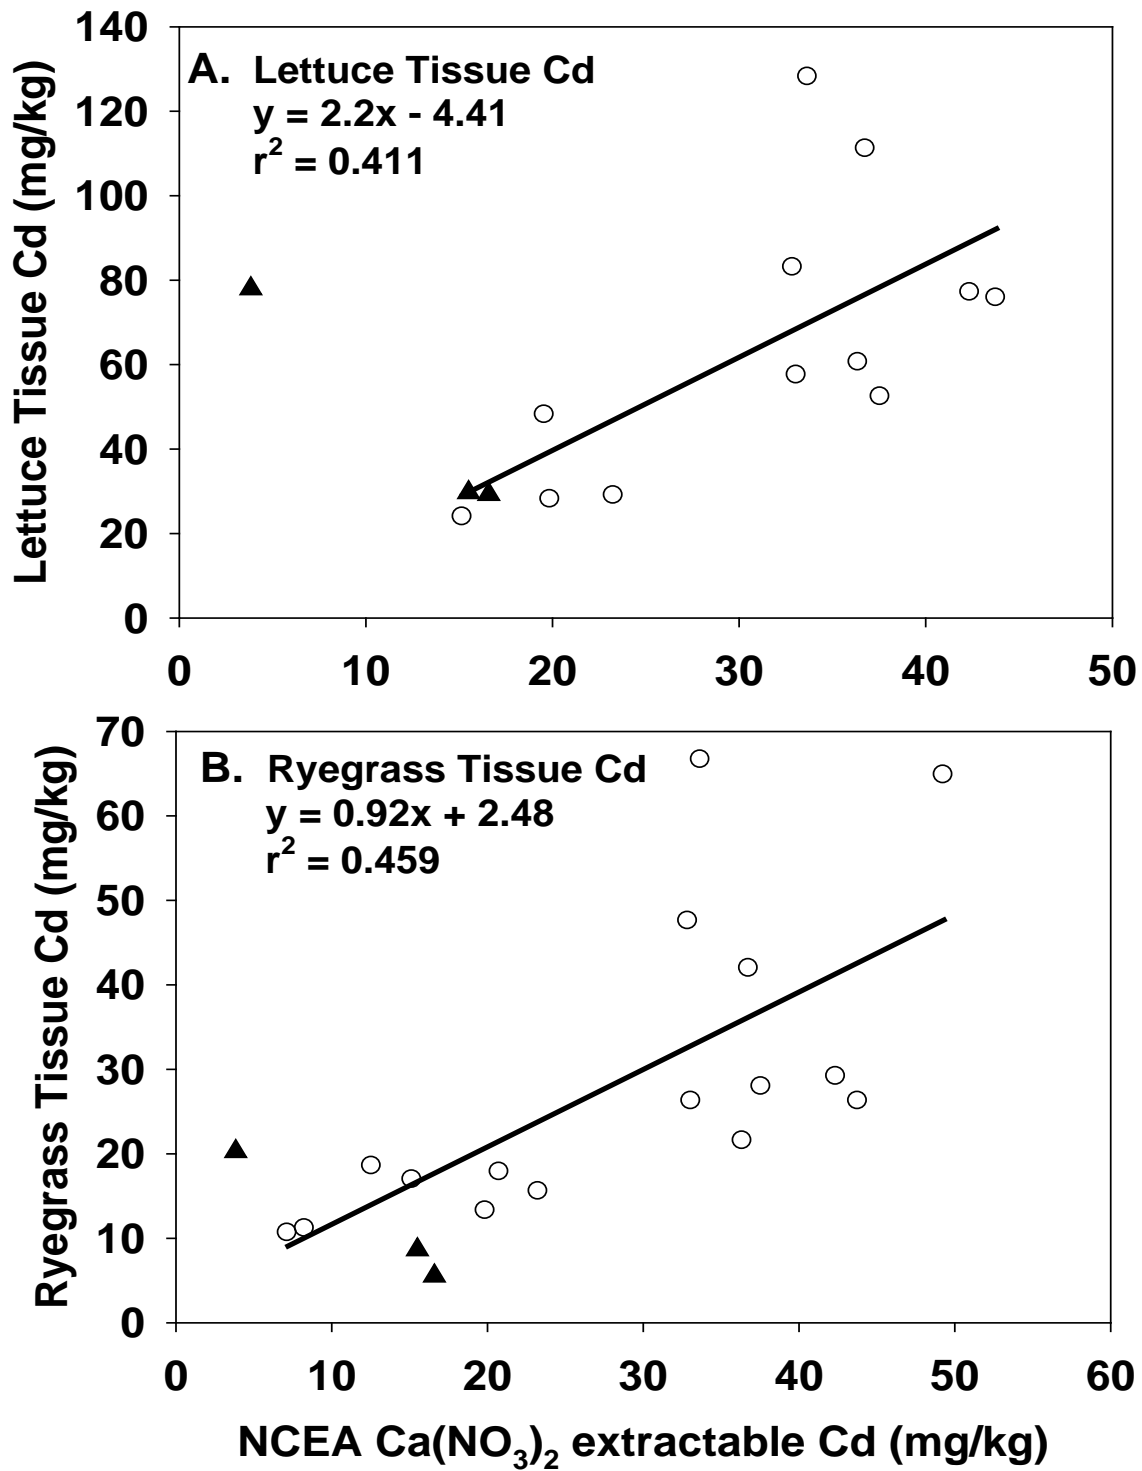 140
120
100
80
60
40
20
0
Lettuce Tissue Cd (mg/kg)
A. Lettuce Tissue Cd
y = 2.2x - 4.41
r² = 0.411
0 10 20 30 40 50
70
60
50
40
30
20
10
0
Ryegrass Tissue Cd (mg/kg)
B. Ryegrass Tissue Cd
y = 0.92x + 2.48
r² = 0.459
0 10 20 30 40 50 60
NCEA Ca(NO₃)₂ extractable Cd (mg/kg)